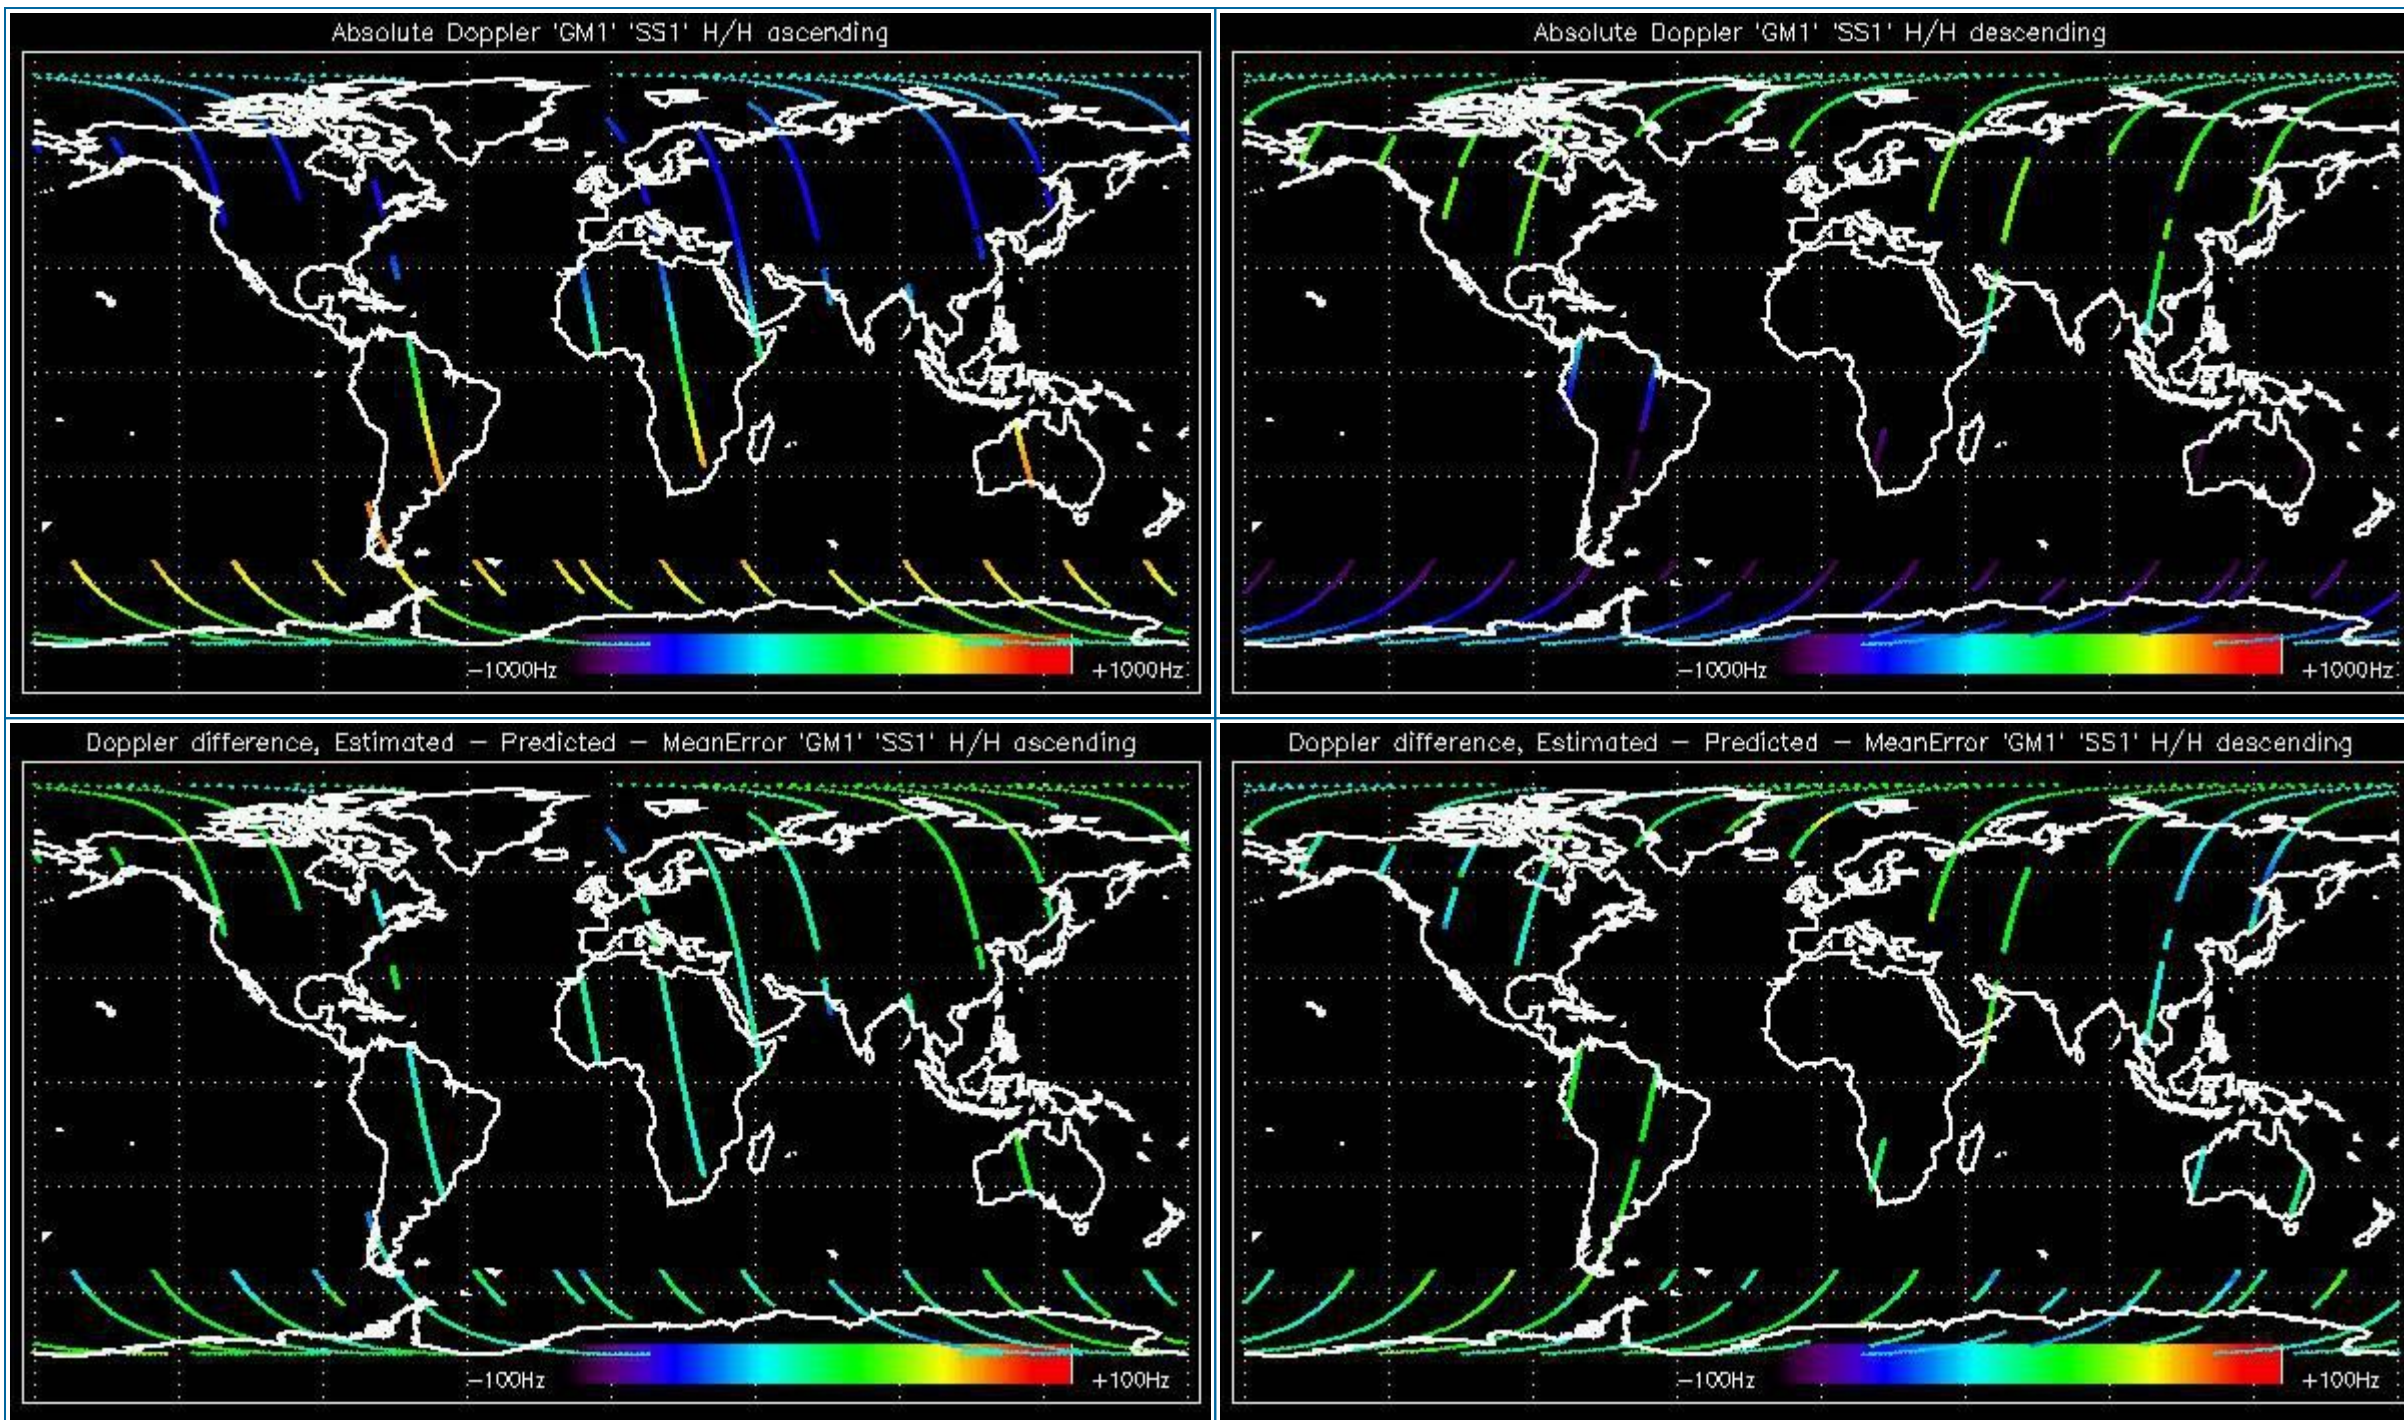 Absolute Doppler 'GM1' 'SS1' H/H ascending
−1000Hz +1000Hz
Absolute Doppler 'GM1' 'SS1' H/H descending
−1000Hz +1000Hz
Doppler difference, Estimated − Predicted − MeanError 'GM1' 'SS1' H/H ascending
−100Hz +100Hz
Doppler difference, Estimated − Predicted − MeanError 'GM1' 'SS1' H/H descending
−100Hz +100Hz